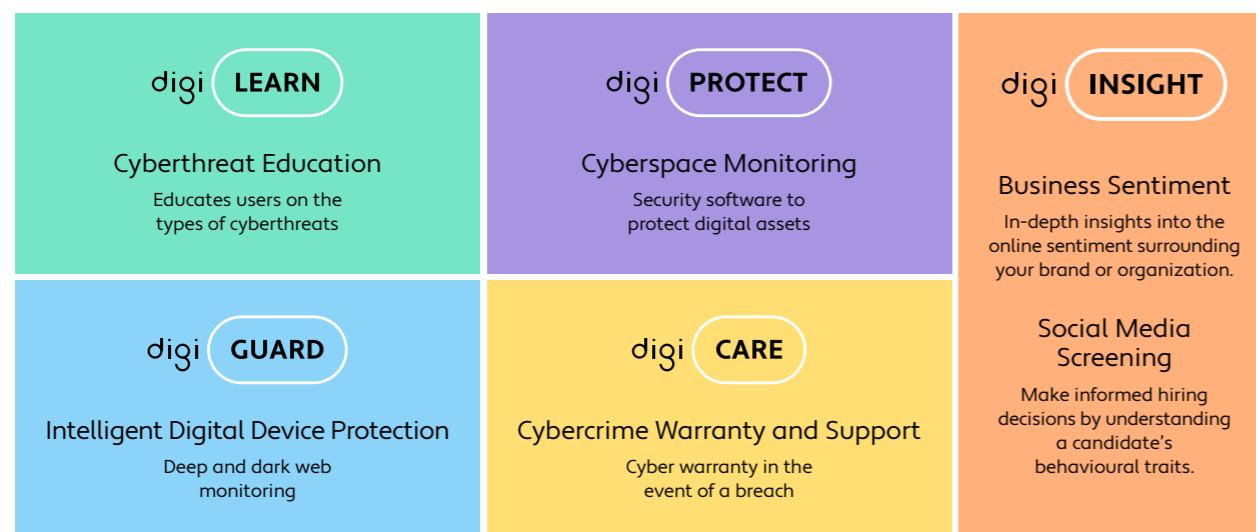 digi LEARN
Cyberthreat Education
Educates users on the
types of cyberthreats
digi PROTECT
Cyberspace Monitoring
Security software to
protect digital assets
digi INSIGHT
Business Sentiment
In-depth insights into the
online sentiment surrounding
your brand or organization.
Social Media
Screening
Make informed hiring
decisions by understanding
a candidate's
behavioural traits.
digi GUARD
Intelligent Digital Device Protection
Deep and dark web
monitoring
digi CARE
Cybercrime Warranty and Support
Cyber warranty in the
event of a breach